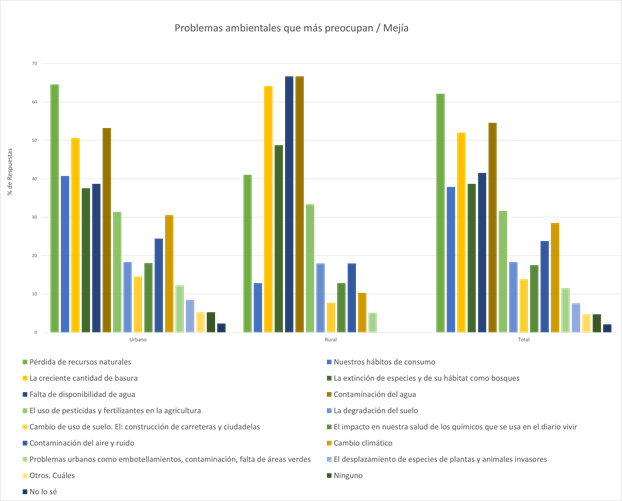 Problemas ambientales que más preocupan / Mejía
% de Respuestas
70
60
50
40
30
20
10
0
Urbano Rural Total
Pérdida de recursos naturales Nuestros hábitos de consumo
La creciente cantidad de basura La extinción de especies y de su hábitat como bosques
Falta de disponibilidad de agua Contaminación del agua
El uso de pesticidas y fertilizantes en la agricultura La degradación del suelo
Cambio de uso de suelo. El: construcción de carreteras y ciudadelas El impacto en nuestra salud de los químicos que se usa en el diario vivir
Contaminación del aire y ruido Cambio climático
Problemas urbanos como embotellamientos, contaminación, falta de áreas verdes El desplazamiento de especies de plantas y animales invasores
Otros. Cuáles Ninguno
No lo sé